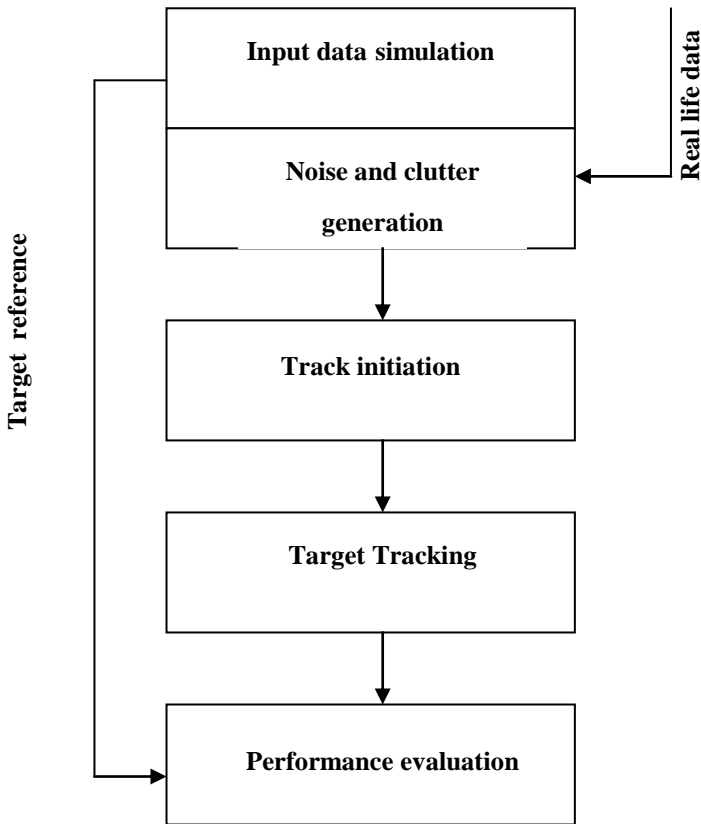 Input data simulation
Real life data
Noise and clutter
generation
Target reference
Track initiation
Target Tracking
Performance evaluation